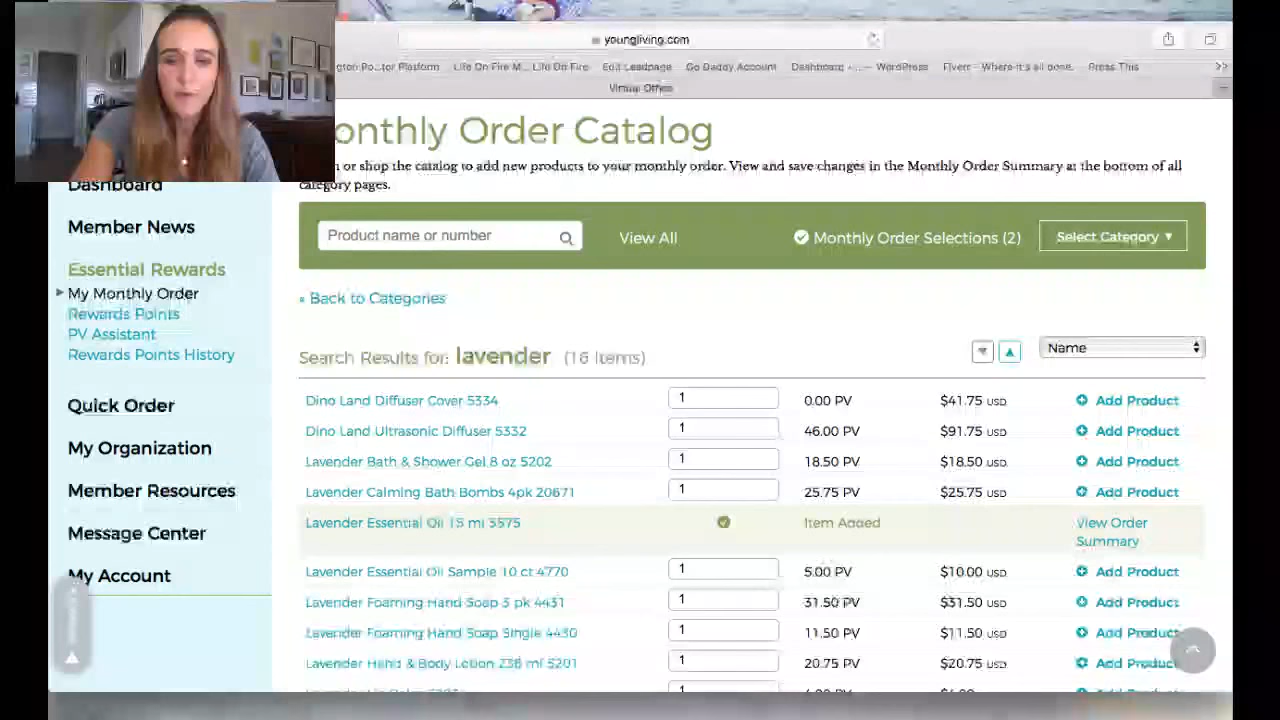 youngliving.com
Life On Fire M... Life On Fire Edit Leadpage Go Daddy Account Dashboard WordPress Fiverr - Where it's all done. Press This
Virtual Office
onthly Order Catalog
or shop the catalog to add new products to your monthly order. View and save changes in the Monthly Order Summary at the bottom of all
category pages.
Product name or number View All Monthly Order Selections (2) Select Category
« Back to Categories
Search Results for: lavender (16 Items) Name
Dino Land Diffuser Cover 5334 1 0.00 PV $41.75 USD Add Product
Dino Land Ultrasonic Diffuser 5332 1 46.00 PV $91.75 USD Add Product
Lavender Bath & Shower Gel 8 oz 5202 1 18.50 PV $18.50 USD Add Product
Lavender Calming Bath Bombs 4pk 20671 1 25.75 PV $25.75 USD Add Product
Lavender Essential Oil 15 ml 3575 Item Added View Order
Summary
Lavender Essential Oil Sample 10 ct 4770 1 5.00 PV $10.00 USD Add Product
Lavender Foaming Hand Soap 3 pk 4431 1 31.50 PV $31.50 USD Add Product
Lavender Foaming Hand Soap Single 4430 1 11.50 PV $11.50 USD Add Product
Lavender Hand & Body Lotion 236 ml 5201 1 20.75 PV $20.75 USD Add Product
Dashboard
Member News
Essential Rewards
My Monthly Order
Rewards Points
PV Assistant
Rewards Points History
Quick Order
My Organization
Member Resources
Message Center
My Account